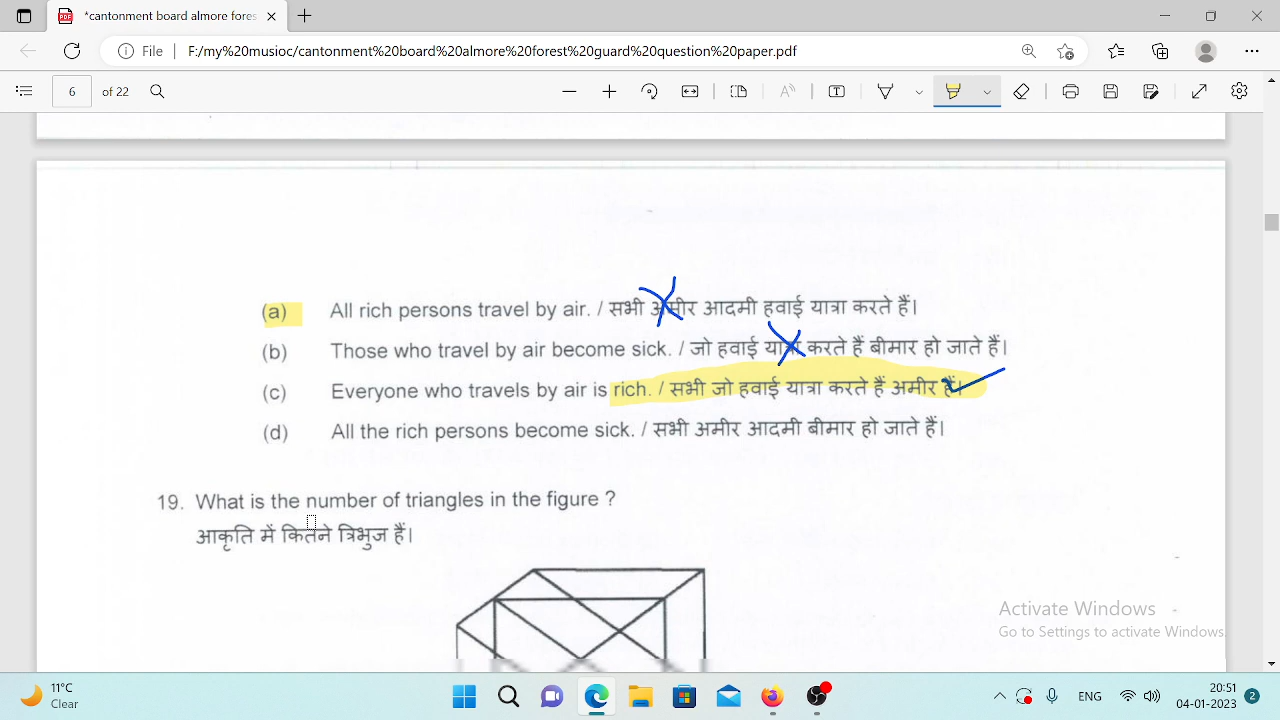 *cantonment board almore fores
File
F:/my%20musioc/cantonment%20board%20almore%20forest%20guard%20question%20paper.pdf
6 of 22
(a) All rich persons travel by air. / सभी अमीर आदमी हवाई यात्रा करते हैं।
(b) Those who travel by air become sick. / जो हवाई यात्रा करते हैं बीमार हो जाते हैं।
(c) Everyone who travels by air is rich. / सभी जो हवाई यात्रा करते हैं अमीर हैं।
(d) All the rich persons become sick. / सभी अमीर आदमी बीमार हो जाते हैं।
19. What is the number of triangles in the figure ?
आकृति में कितने त्रिभुज हैं।
Activate Windows
Go to Settings to activate Windows.
11°C
Clear
ENG
20:51
04-01-2023
2